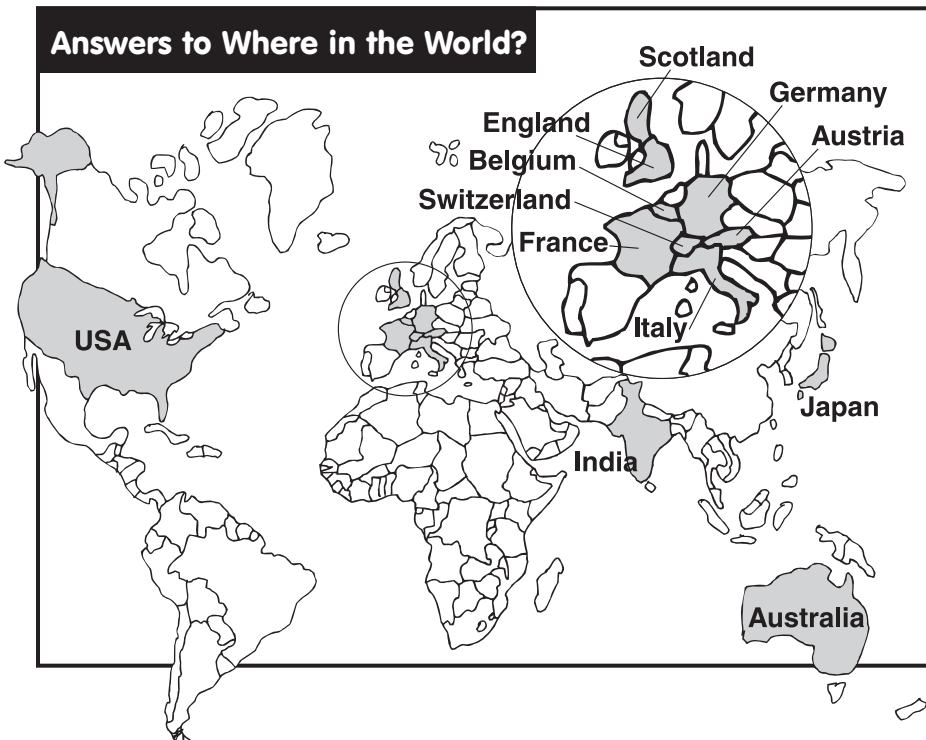 Answers to Where in the World?
Scotland
Germany
England
Austria
Belgium
Switzerland
France
Italy
USA
Japan
India
Australia